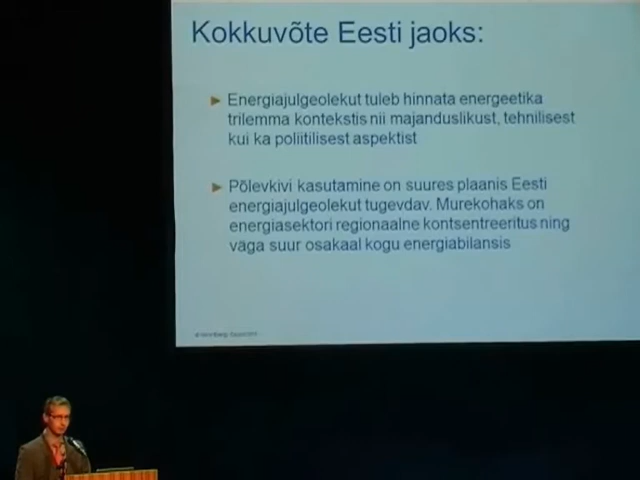 Kokkuvõte Eesti jaoks:
Energiajulgeolekut tuleb hinnata energeetika
trilemma kontekstis nii majanduslikust, tehnilisest
kui ka poliitilisest aspektist
Põlevkivi kasutamine on suures plaanis Eesti
energiajulgeolekut tugevdav. Murekohaks on
energiasektori regionaalne kontsentreeritus ning
väga suur osakaal kogu energiabilansis